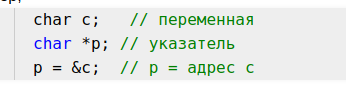 char c;   // переменная
char *p; // указатель
p = &c;  // p = адрес c